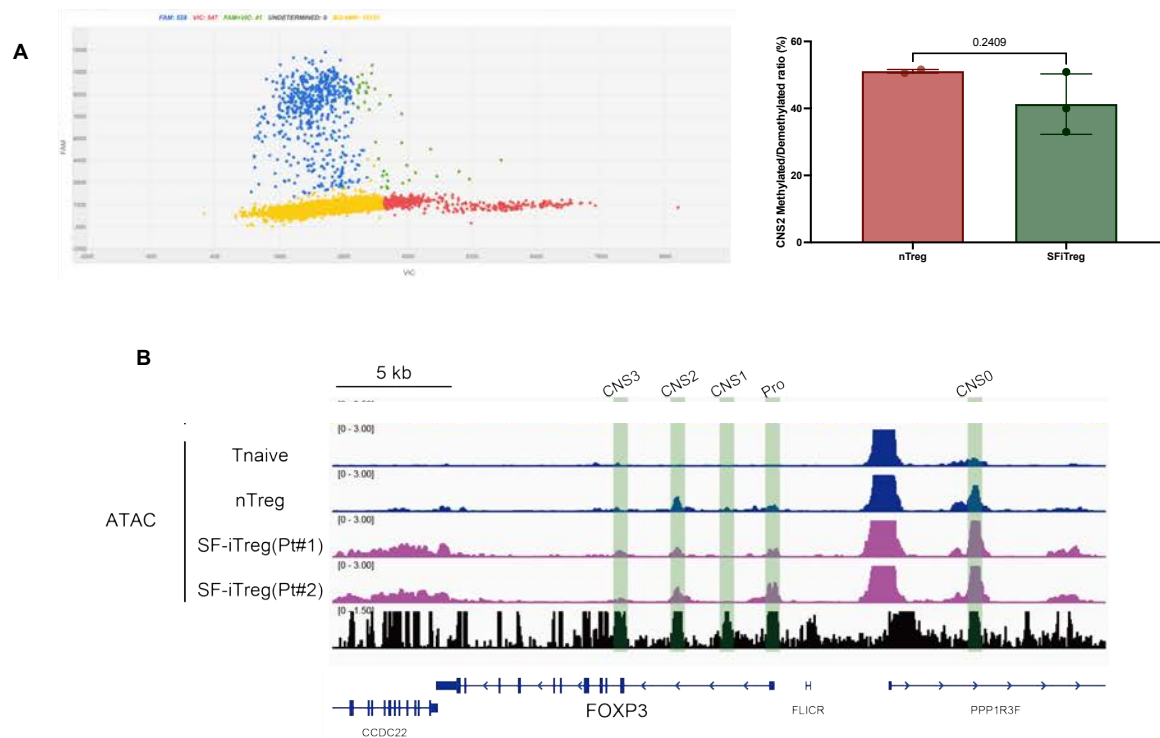 A
FAM: 538 VIC: 547 FAM+VIC: 41 UNDETERMINED: 0
FAM
VIC
CNS2 Methylated/Demethylated ratio (%)
60
40
20
0
0.2409
nTreg
SFiTreg
B
5 kb
CNS3
CNS2
CNS1
Pro
CNS0
ATAC
Tnaive
[0 - 3.00]
nTreg
[0 - 3.00]
SF-iTreg(Pt#1)
[0 - 3.00]
SF-iTreg(Pt#2)
[0 - 3.00]
[0 - 1.50]
FOXP3
FLICR
PPP1R3F
CCDC22